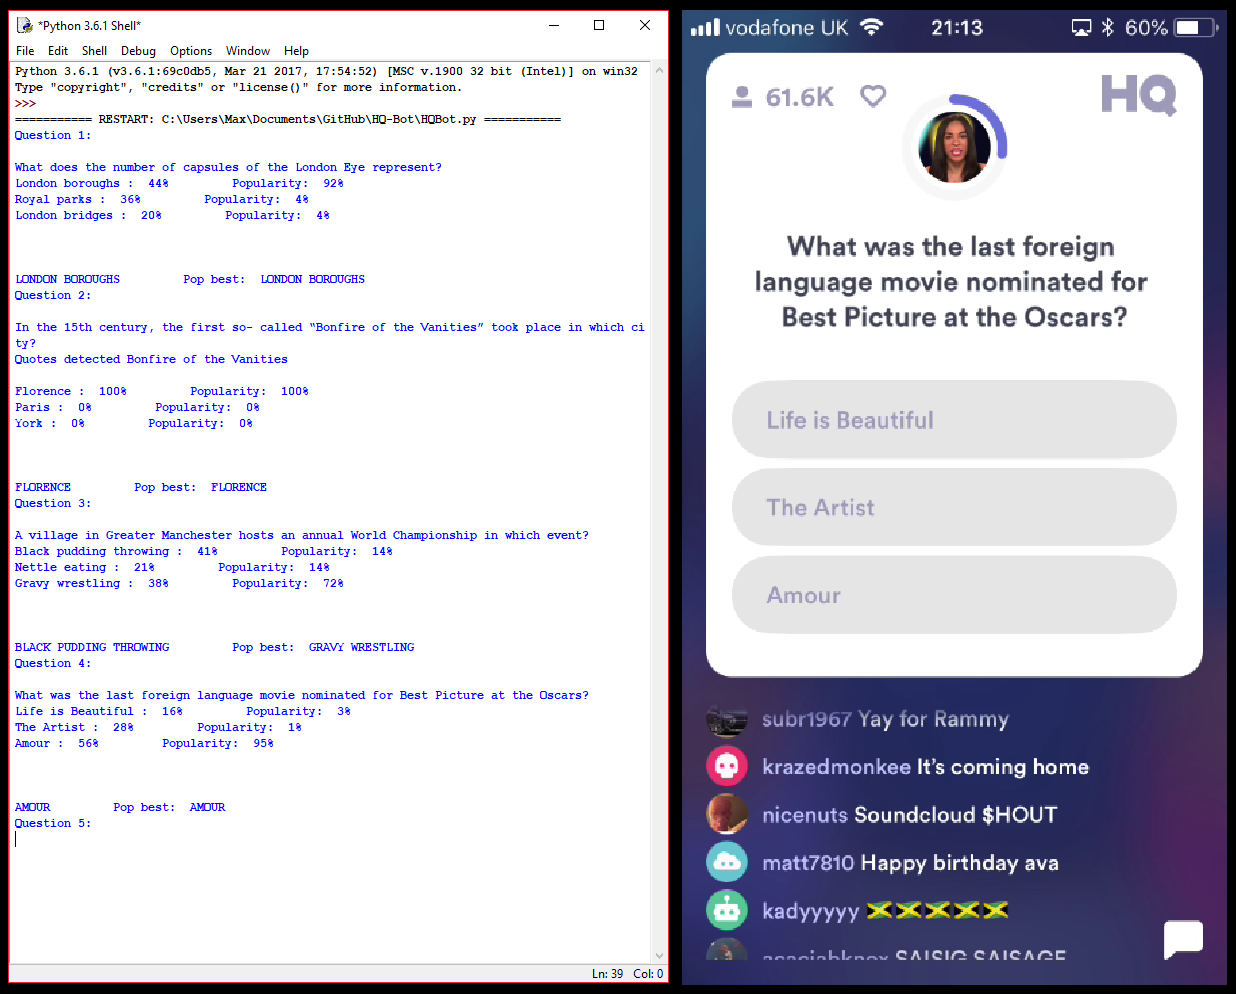 *Python 3.6.1 Shell*
File Edit Shell Debug Options Window Help
Python 3.6.1 (v3.6.1:69c0db5, Mar 21 2017, 17:54:52) [MSC v.1900 32 bit (Intel)] on win32
Type "copyright", "credits" or "license()" for more information.
>>>
=========== RESTART: C:\Users\Max\Documents\GitHub\HQ-Bot\HQBot.py ===========
Question 1:
What does the number of capsules of the London Eye represent?
London boroughs : 44% Popularity: 92%
Royal parks : 36% Popularity: 4%
London bridges : 20% Popularity: 4%
LONDON BOROUGHS Pop best: LONDON BOROUGHS
Question 2:
In the 15th century, the first so- called “Bonfire of the Vanities” took place in which ci
ty?
Quotes detected Bonfire of the Vanities
Florence : 100% Popularity: 100%
Paris : 0% Popularity: 0%
York : 0% Popularity: 0%
FLORENCE Pop best: FLORENCE
Question 3:
A village in Greater Manchester hosts an annual World Championship in which event?
Black pudding throwing : 41% Popularity: 14%
Nettle eating : 21% Popularity: 14%
Gravy wrestling : 38% Popularity: 72%
BLACK PUDDING THROWING Pop best: GRAVY WRESTLING
Question 4:
What was the last foreign language movie nominated for Best Picture at the Oscars?
Life is Beautiful : 16% Popularity: 3%
The Artist : 28% Popularity: 1%
Amour : 56% Popularity: 95%
AMOUR Pop best: AMOUR
Question 5:
Ln: 39 Col: 0
vodafone UK 21:13 60%
61.6K HQ
What was the last foreign
language movie nominated for
Best Picture at the Oscars?
Life is Beautiful
The Artist
Amour
subr1967 Yay for Rammy
krazedmonkee It's coming home
nicenuts Soundcloud $HOUT
matt7810 Happy birthday ava
kadyyyyy
SAISIG SAISAGE